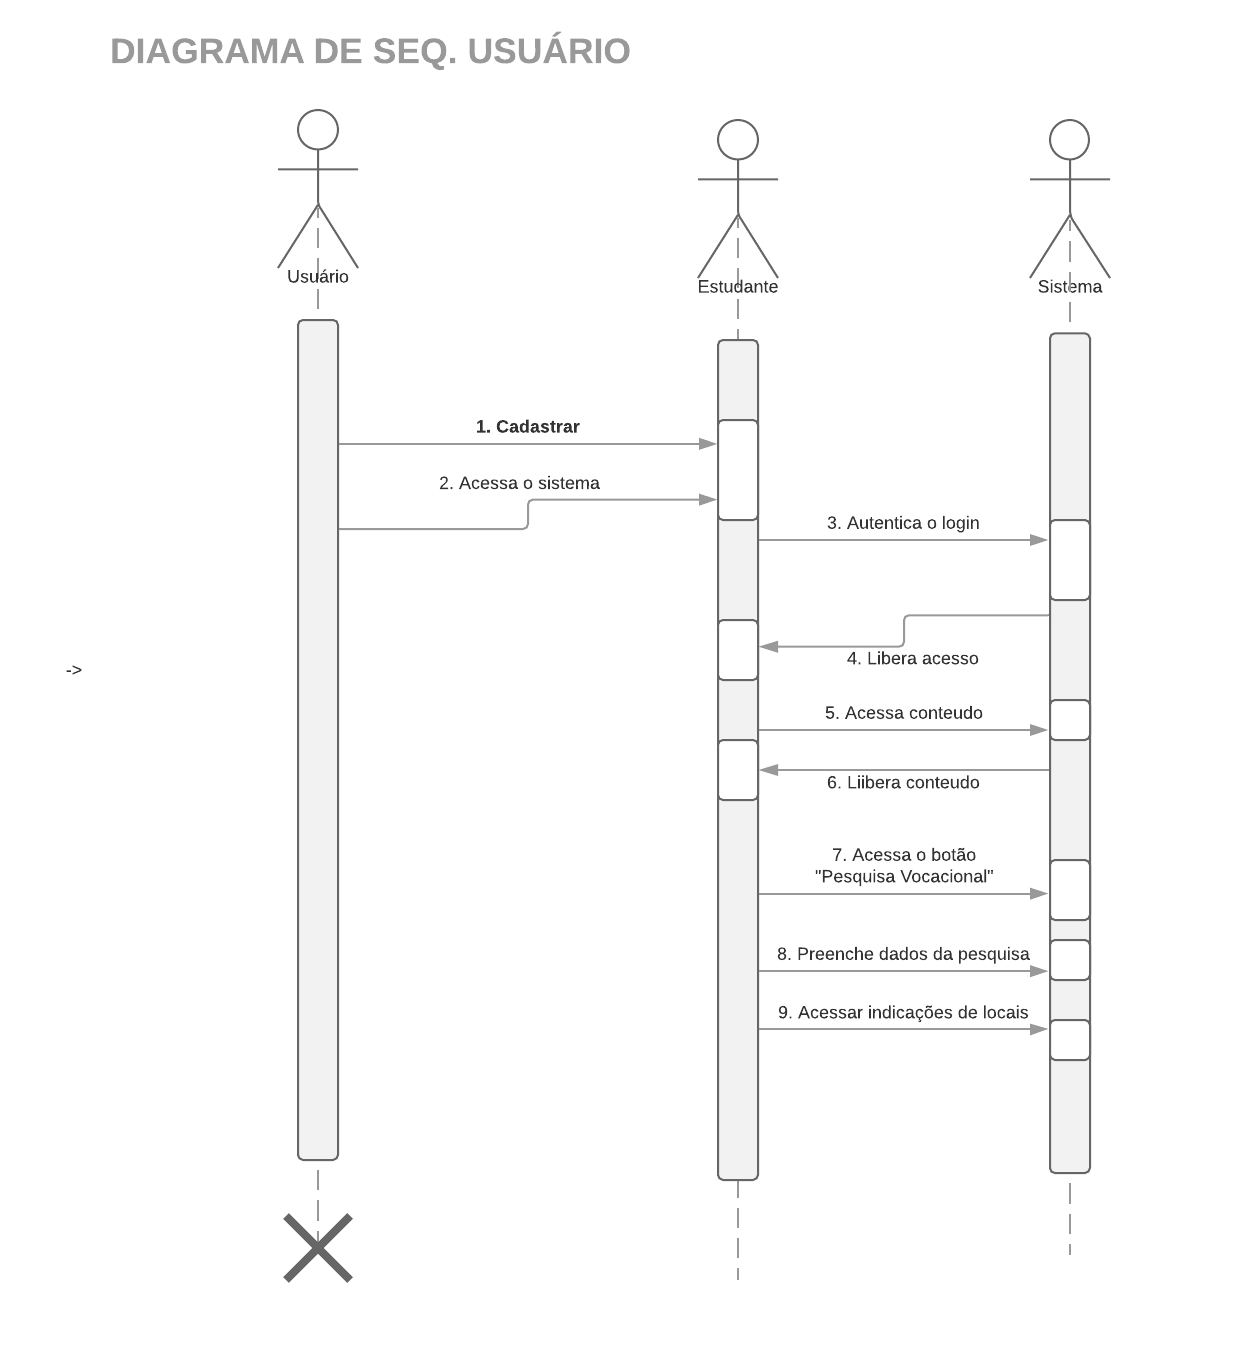 DIAGRAMA DE SEQ. USUÁRIO
Usuário
Estudante
Sistema
1. Cadastrar
2. Acessa o sistema
3. Autentica o login
4. Libera acesso
->
5. Acessa conteudo
6. Liibera conteudo
7. Acessa o botão
"Pesquisa Vocacional"
8. Preenche dados da pesquisa
9. Acessar indicações de locais